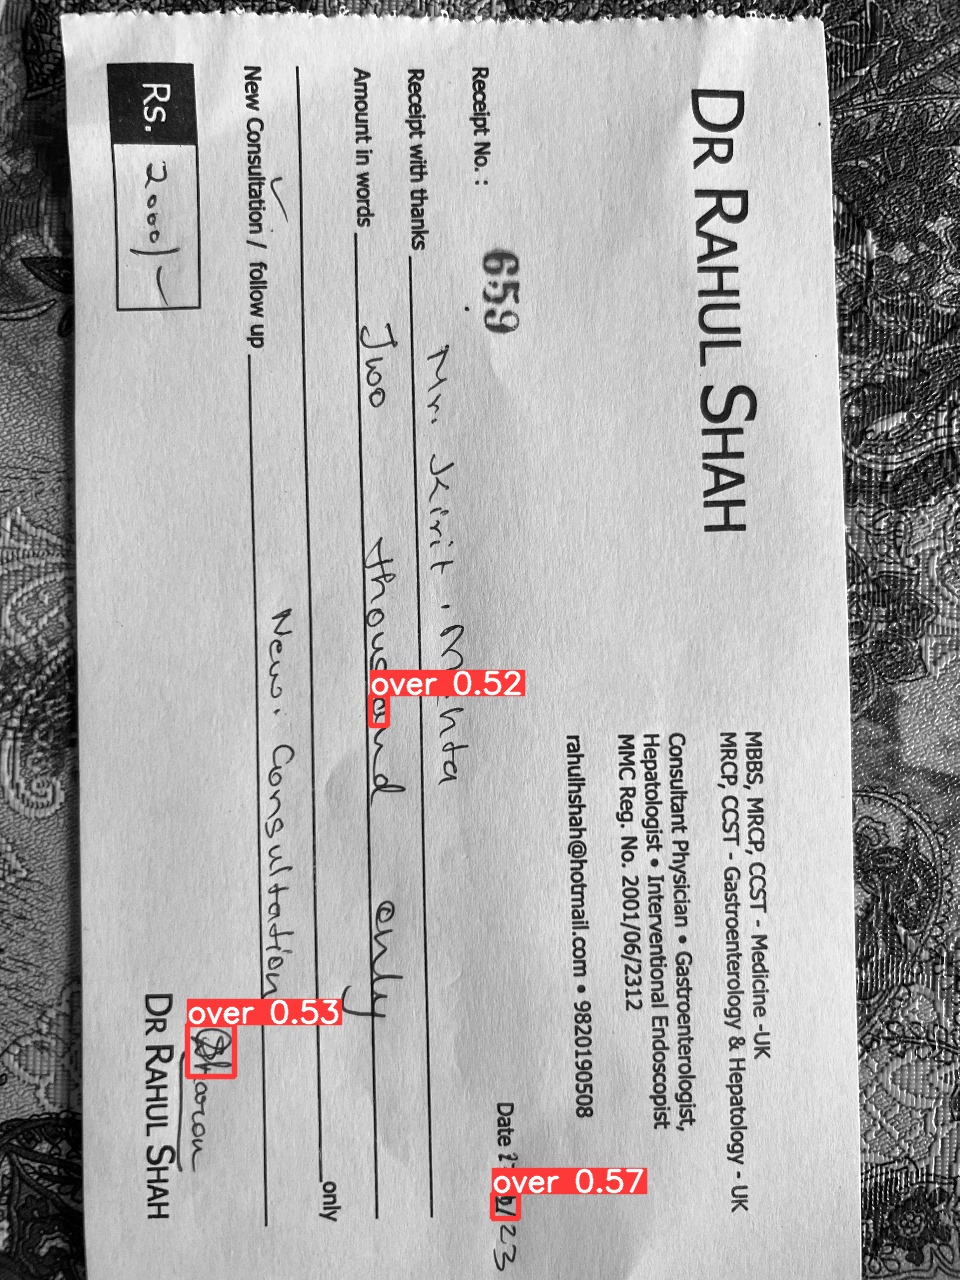 DR RAHUL SHAH
MBBS, MRCP, CCST - Medicine -UK
MRCP, CCST - Gastroenterology & Hepatology - UK
Consultant Physician • Gastroenterologist,
Hepatologist • Interventional Endoscopist
MMC Reg. No. 2001/06/2312
rahulhshah@hotmail.com • 9820190508
Receipt No. : 659 Date /23
over 0.57
Receipt with thanks Mr. Kirit . Mehta
over 0.52
Amount in words Two thousand only
only
New Consultation / follow up New. Consultation
over 0.53
Sharon
Rs. 2000/-
DR RAHUL SHAH